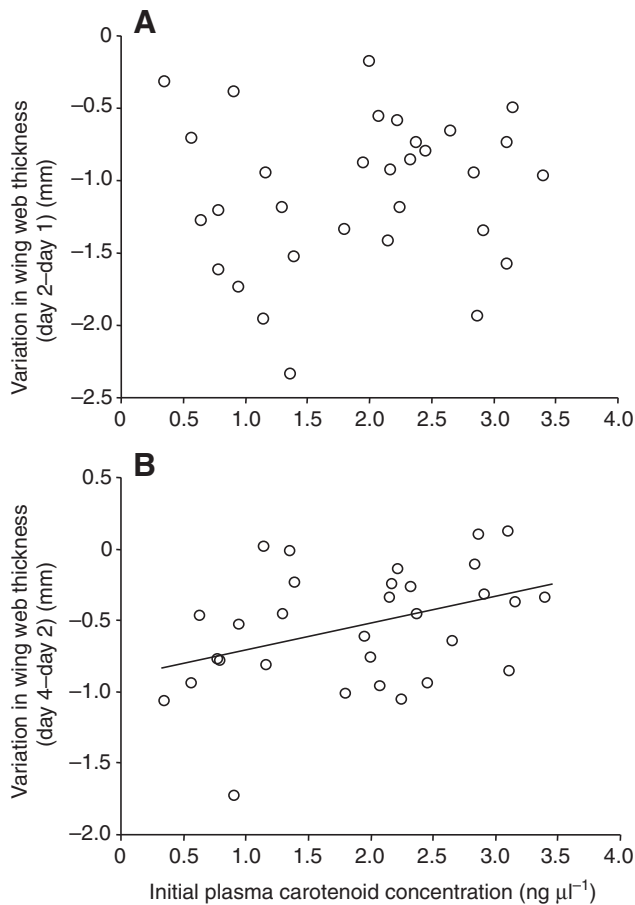 A
0
–0.5
–1.0
–1.5
–2.0
–2.5
Variation in wing web thickness
(day 2–day 1) (mm)
0 0.5 1.0 1.5 2.0 2.5 3.0 3.5 4.0
B
0.5
0
–0.5
–1.0
–1.5
–2.0
Variation in wing web thickness
(day 4–day 2) (mm)
0 0.5 1.0 1.5 2.0 2.5 3.0 3.5 4.0
Initial plasma carotenoid concentration (ng μl⁻¹)